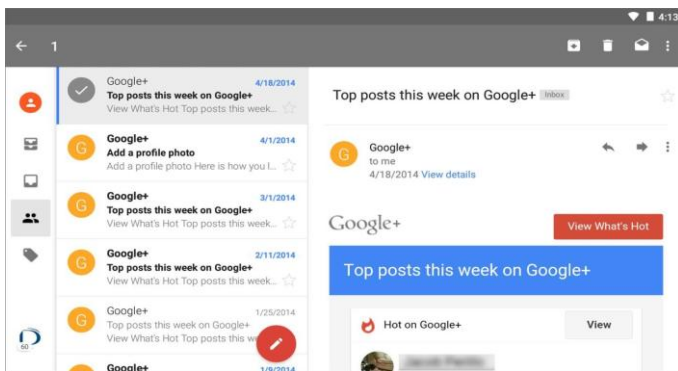 4:13
1
Google+
4/18/2014
Top posts this week on Google+
View What's Hot Top posts this week...
Google+
4/1/2014
Add a profile photo
Add a profile photo Here is how you l...
Google+
3/1/2014
Top posts this week on Google+
View What's Hot Top posts this week...
Google+
2/11/2014
Top posts this week on Google+
View What's Hot Top posts this week...
Google+
1/25/2014
Top posts this week on Google+
View What's Hot Top posts this w
Google+
1/9/2014
G
G
G
G
60
Top posts this week on Google+ Inbox
G
Google+
to me
4/18/2014 View details
Google+
View What's Hot
Top posts this week on Google+
Hot on Google+
View